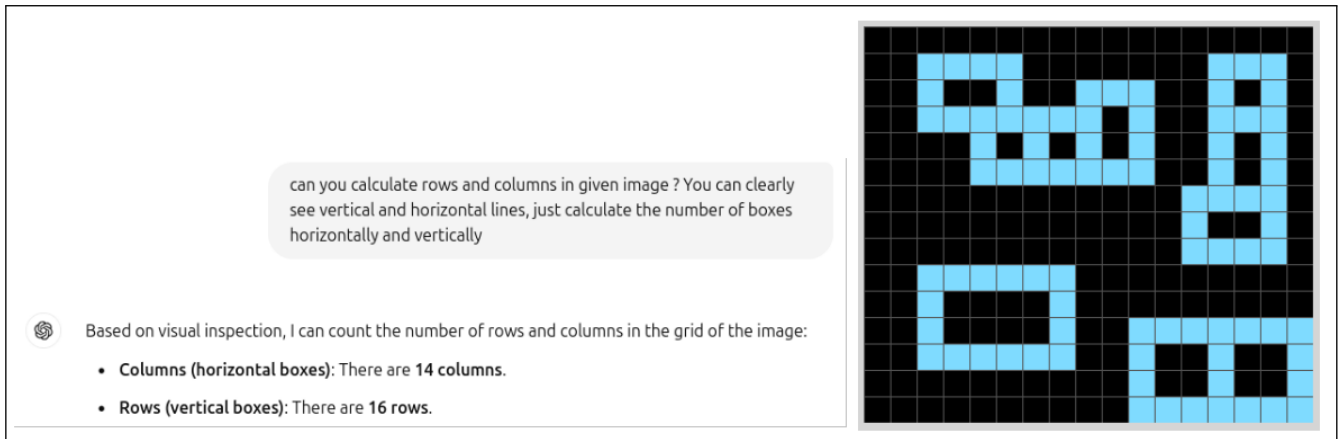 can you calculate rows and columns in given image ? You can clearly
see vertical and horizontal lines, just calculate the number of boxes
horizontally and vertically
Based on visual inspection, I can count the number of rows and columns in the grid of the image:
• Columns (horizontal boxes): There are 14 columns.
• Rows (vertical boxes): There are 16 rows.